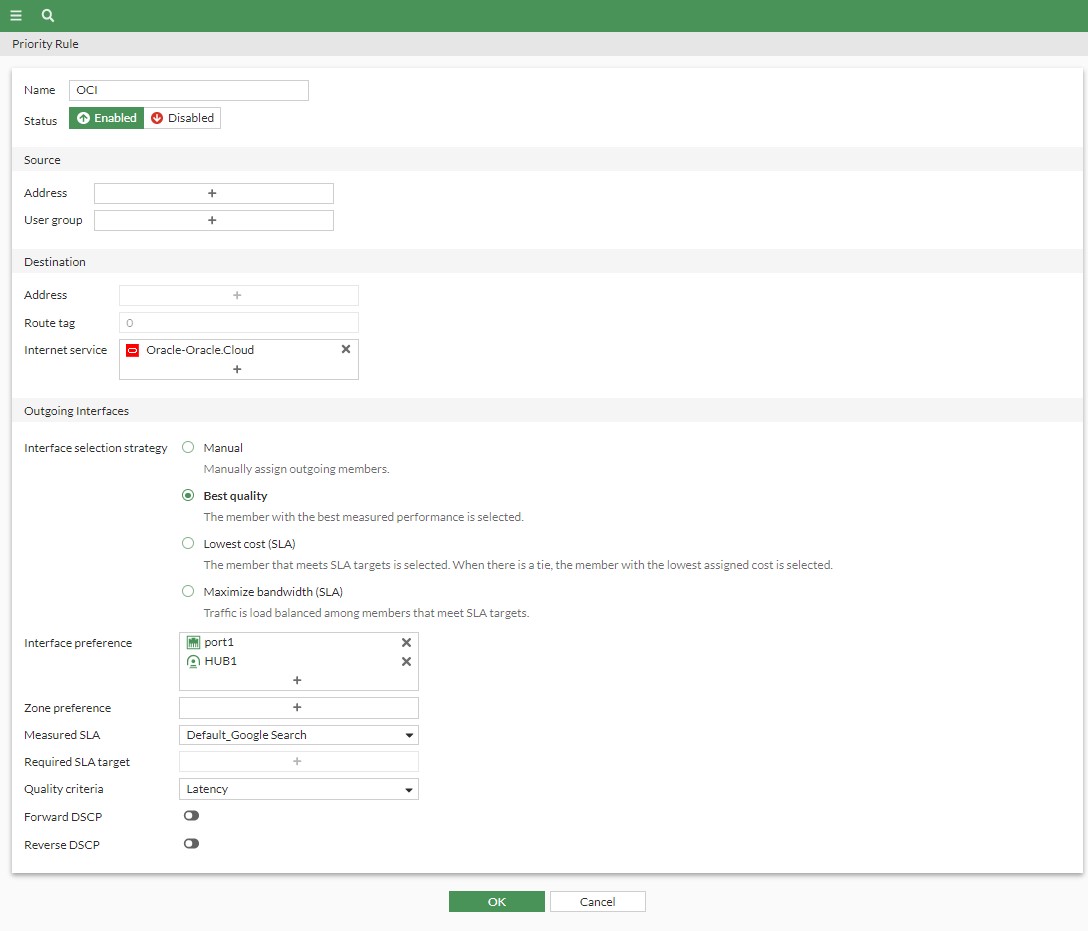 Priority Rule
Name OCI
Status Enabled Disabled
Source
Address +
User group +
Destination
Address +
Route tag 0
Internet service Oracle-Oracle.Cloud
+
Outgoing Interfaces
Interface selection strategy Manual
Manually assign outgoing members.
Best quality
The member with the best measured performance is selected.
Lowest cost (SLA)
The member that meets SLA targets is selected. When there is a tie, the member with the lowest assigned cost is selected.
Maximize bandwidth (SLA)
Traffic is load balanced among members that meet SLA targets.
Interface preference port1
HUB1
+
Zone preference +
Measured SLA Default_Google Search
Required SLA target +
Quality criteria Latency
Forward DSCP
Reverse DSCP
OK Cancel